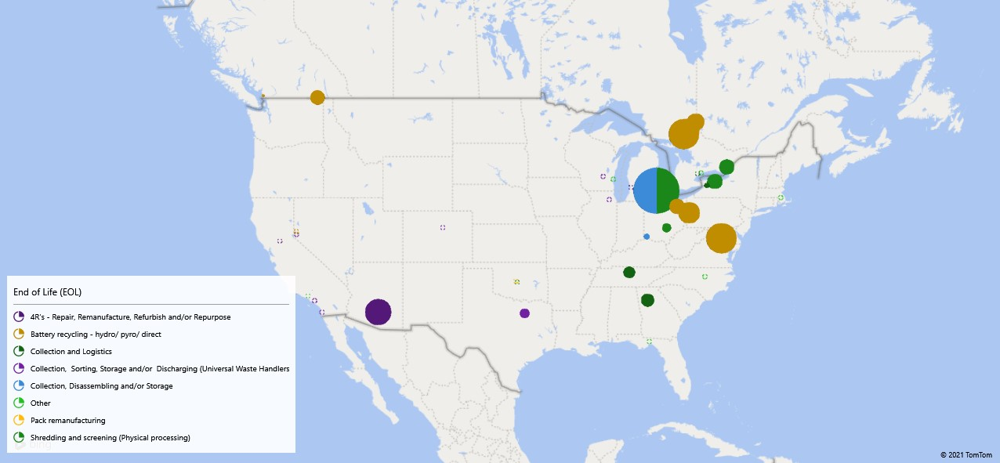 End of Life (EOL)
4R's - Repair, Remanufacture, Refurbish and/or Repurpose
Battery recycling - hydro/ pyro/ direct
Collection and Logistics
Collection,  Sorting, Storage and/or  Discharging (Universal Waste Handlers
Collection, Disassembling and/or Storage
Other
Pack remanufacturing
Shredding and screening (Physical processing)
© 2021 TomTom